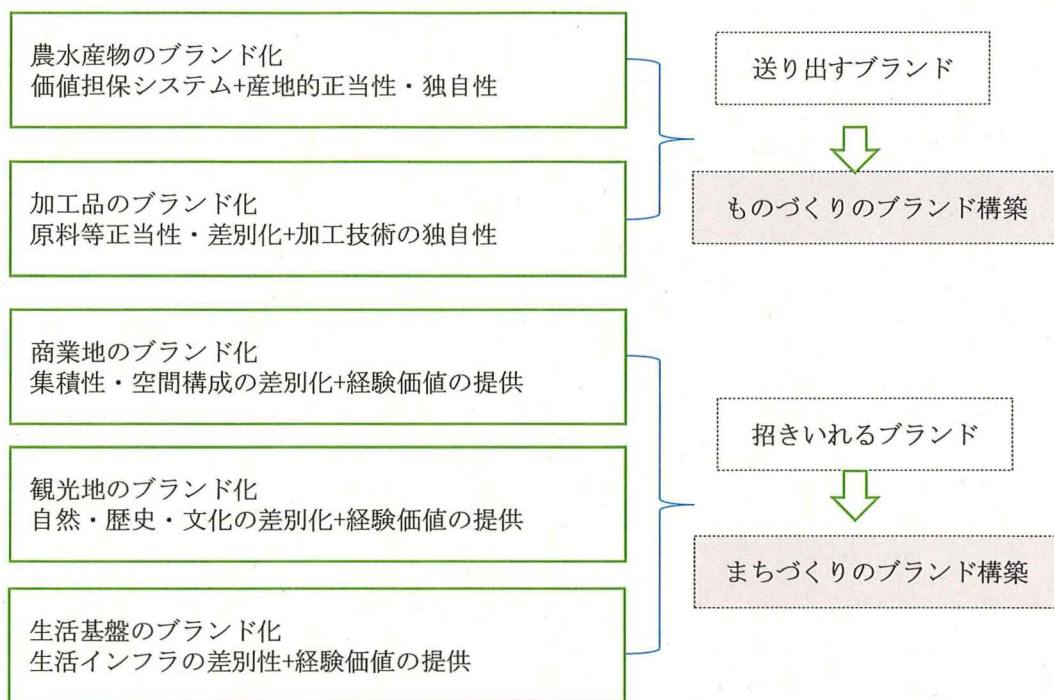 農水産物のブランド化
価値担保システム+産地的正当性・独自性
送り出すブランド
加工品のブランド化
原料等正当性・差別化+加工技術の独自性
ものづくりのブランド構築
商業地のブランド化
集積性・空間構成の差別化+経験価値の提供
招きいれるブランド
観光地のブランド化
自然・歴史・文化の差別化+経験価値の提供
まちづくりのブランド構築
生活基盤のブランド化
生活インフラの差別性+経験価値の提供